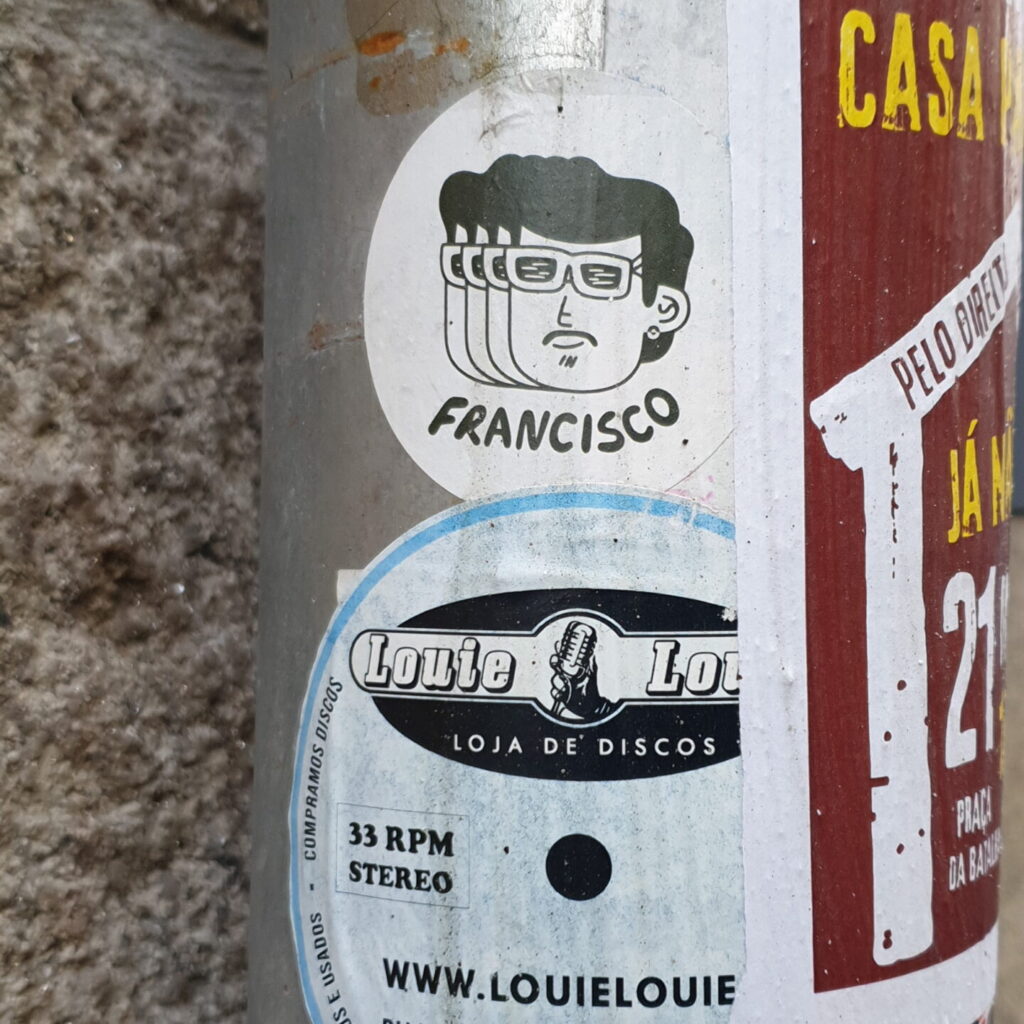 FRANCISCO
Louie
LOJA DE DISCOS
COMPRAMOS DISCOS -
E USADOS
33 RPM
STEREO
WWW.LOUIELOUIE
CASA
PELO DIREIT
JÁ
21
PRAÇA
DA